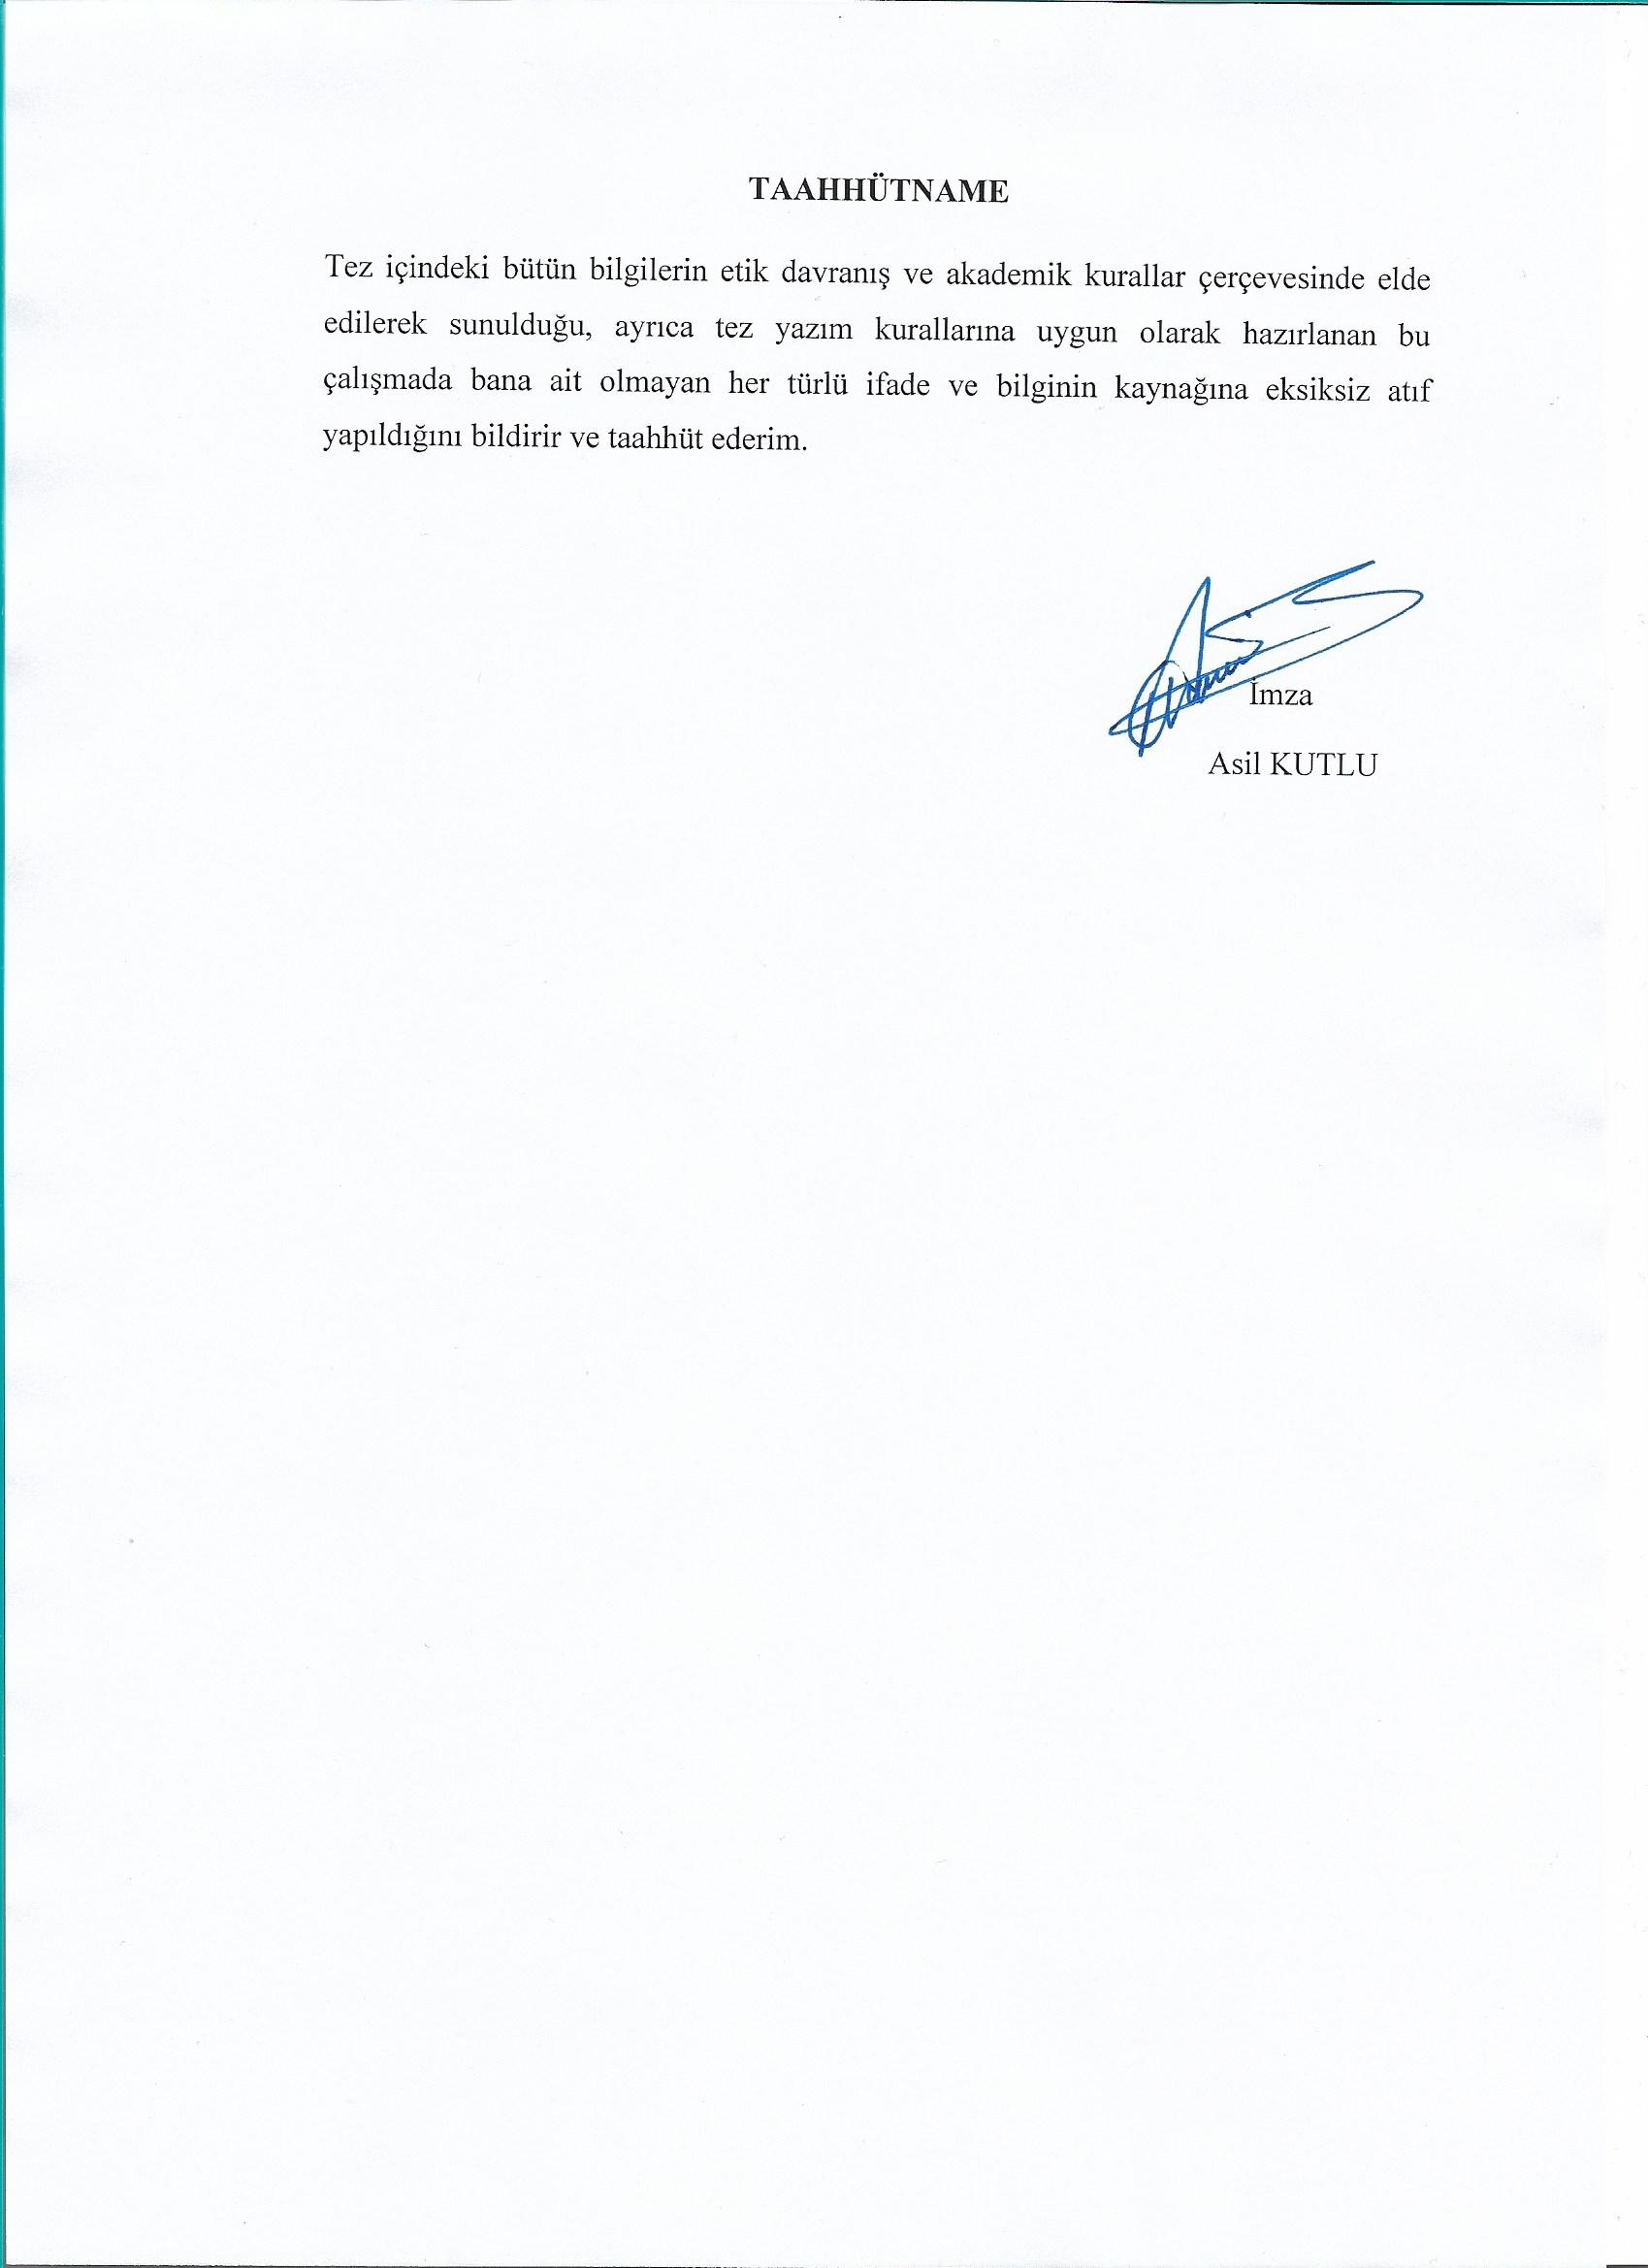 TAAHHÜTNAME
Tez içindeki bütün bilgilerin etik davranış ve akademik kurallar çerçevesinde elde
edilerek sunulduğu, ayrıca tez yazım kurallarına uygun olarak hazırlanan bu
çalışmada bana ait olmayan her türlü ifade ve bilginin kaynağına eksiksiz atıf
yapıldığını bildirir ve taahhüt ederim.
İmza
Asil KUTLU